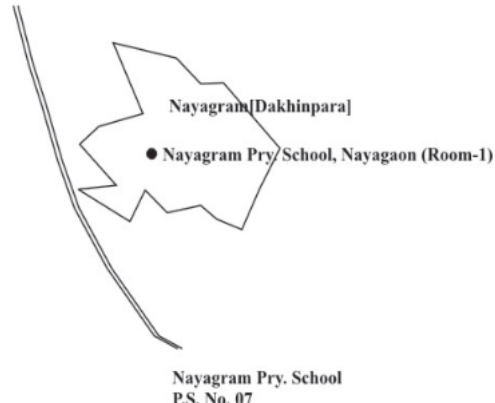 Nayagram[Dakhinpara]
Nayagram Pry. School, Nayagaon (Room-1)
Nayagram Pry. School
P.S. No. 07